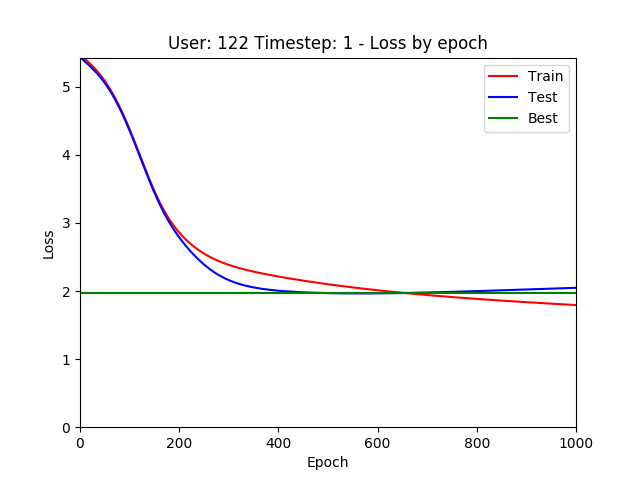 User: 122 Timestep: 1 - Loss by epoch
Train
Test
Best
Loss
5
4
3
2
1
0
0 200 400 600 800 1000
Epoch